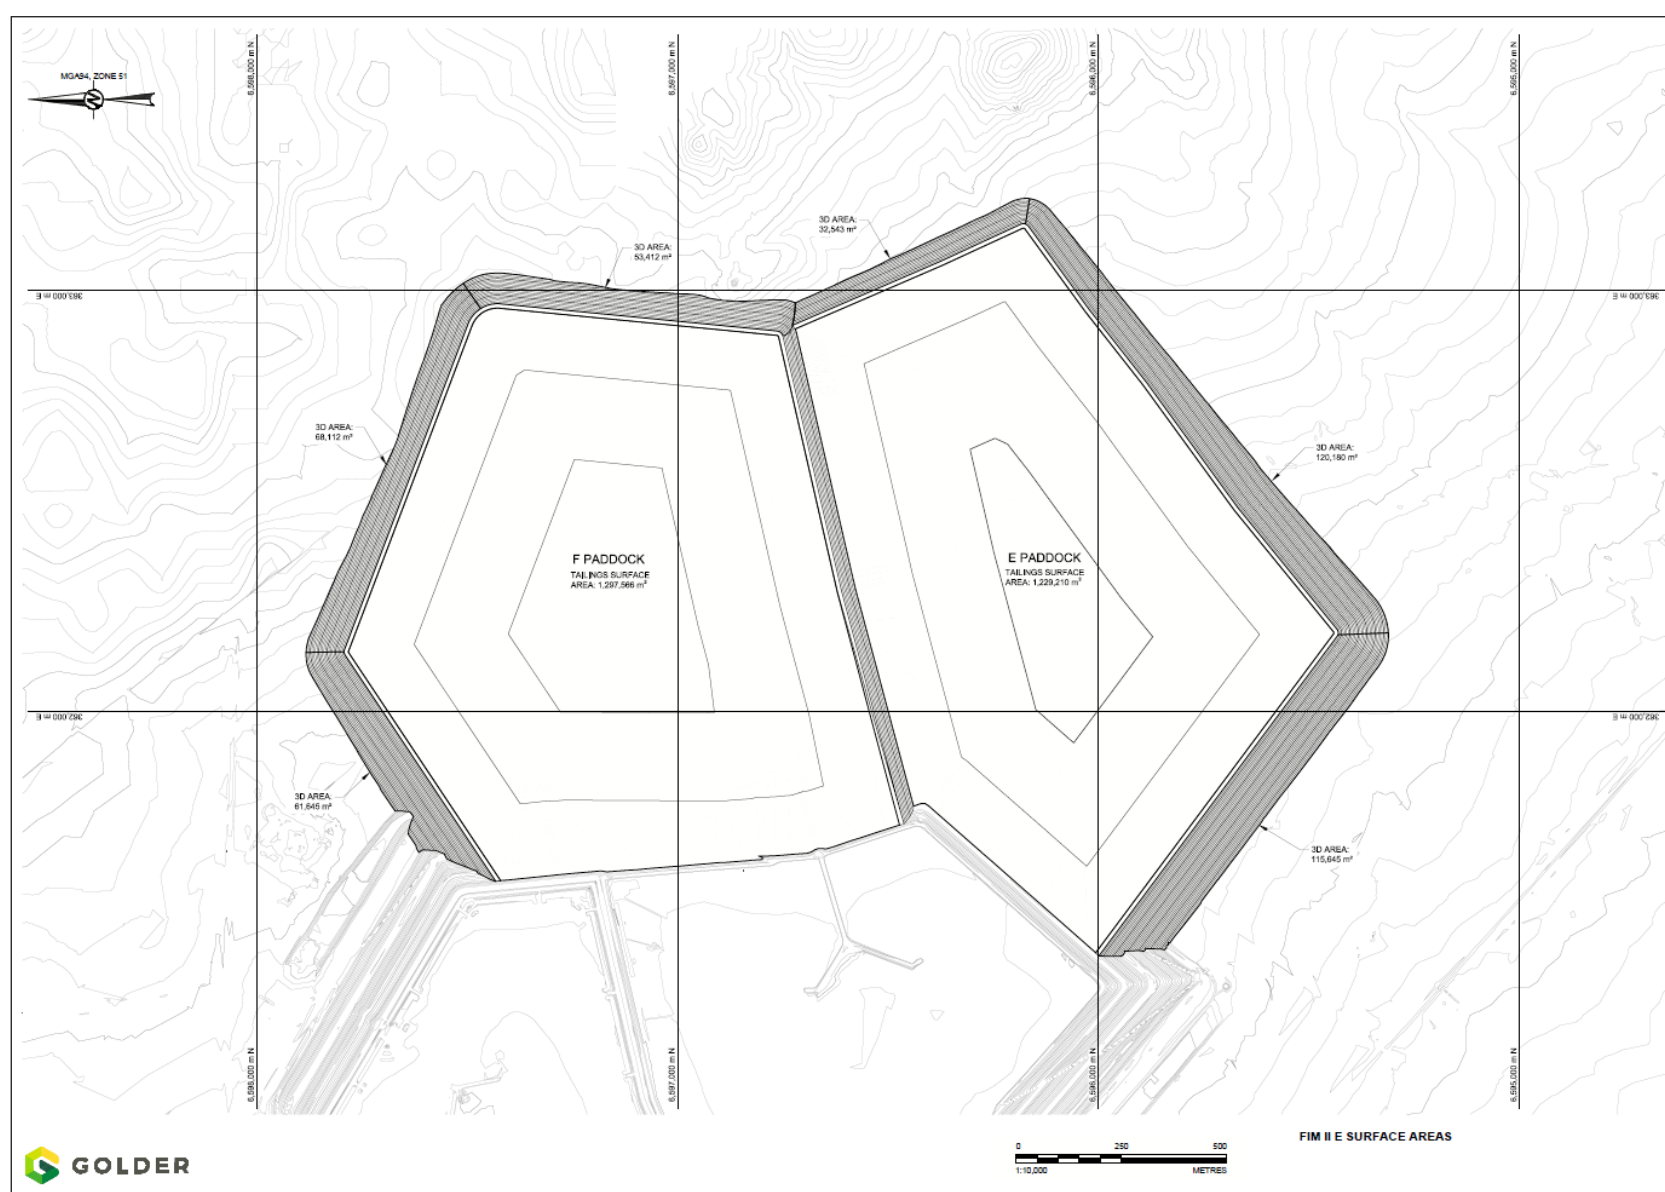 MGA94, ZONE 51
6,598,000 m N
6,597,000 m N
6,596,000 m N
6,595,000 m N
3D AREA:
32,543 m²
3D AREA:
53,412 m²
363,000 m E
363,000 m E
3D AREA:
68,112 m²
3D AREA:
120,180 m²
F PADDOCK
TAILINGS SURFACE
AREA: 1,297,566 m²
E PADDOCK
TAILINGS SURFACE
AREA: 1,229,210 m²
362,000 m E
362,000 m E
3D AREA:
61,645 m²
3D AREA:
115,645 m²
6,598,000 m N
6,597,000 m N
6,596,000 m N
6,595,000 m N
GOLDER
0 250 500
1:10,000 METRES
FIM II E SURFACE AREAS